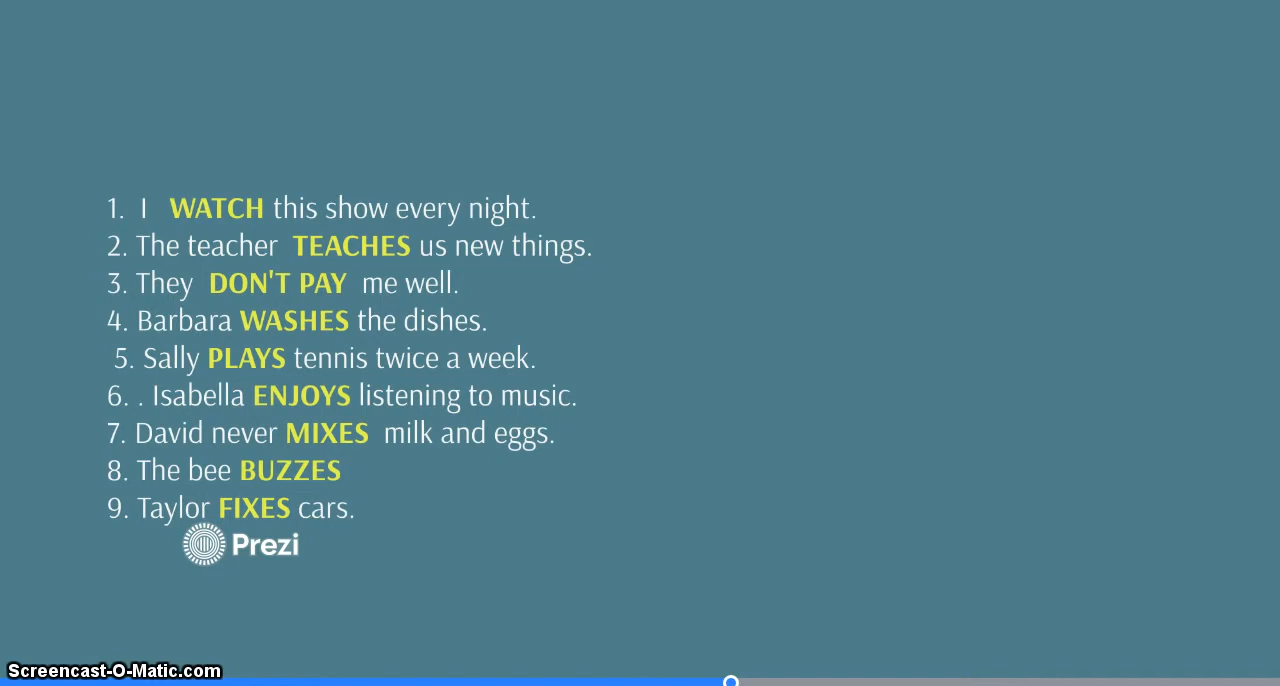 1. I WATCH this show every night.
2. The teacher TEACHES us new things.
3. They DON'T PAY me well.
4. Barbara WASHES the dishes.
5. Sally PLAYS tennis twice a week.
6. . Isabella ENJOYS listening to music.
7. David never MIXES milk and eggs.
8. The bee BUZZES
9. Taylor FIXES cars.
Prezi
Screencast-O-Matic.com